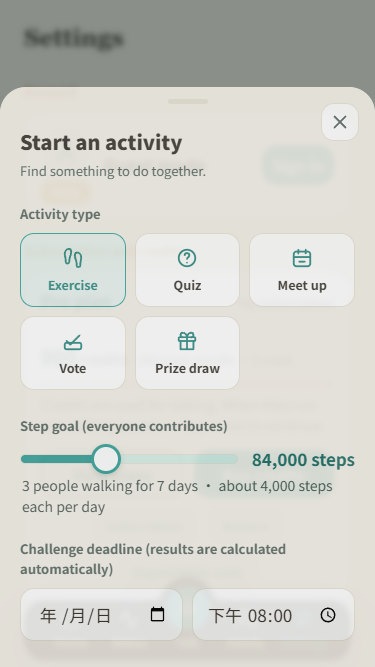 Settings
Start an activity
Find something to do together.
Activity type
Exercise
Quiz
Meet up
Vote
Prize draw
Step goal (everyone contributes)
84,000 steps
3 people walking for 7 days • about 4,000 steps
each per day
Challenge deadline (results are calculated
automatically)
年 /月/日
下午 08:00